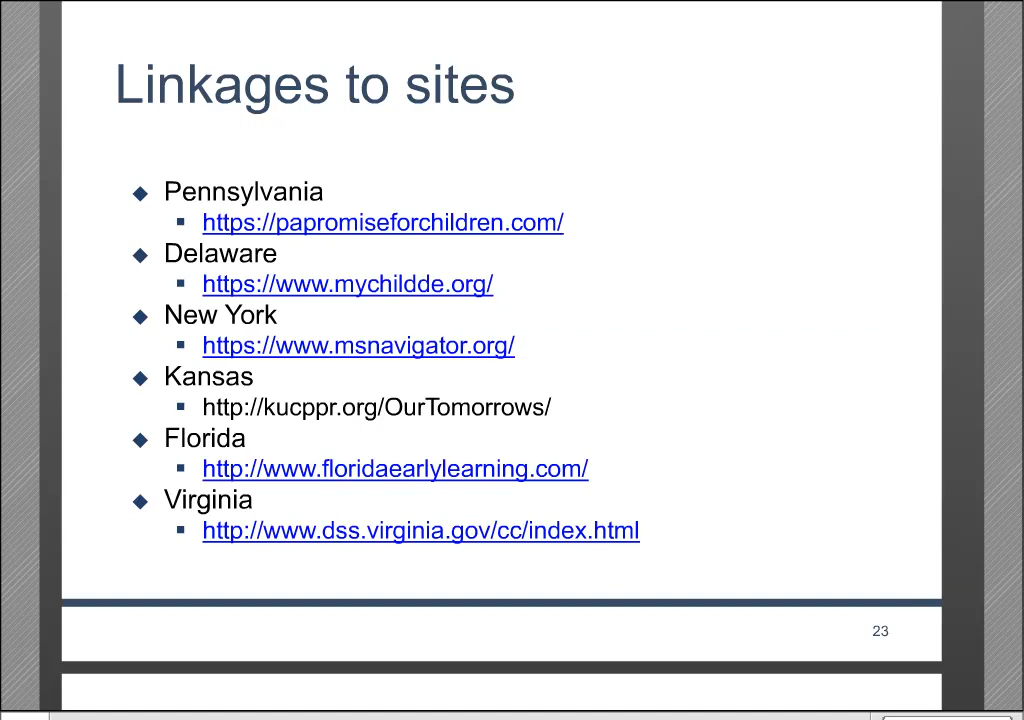 Linkages to sites
Pennsylvania
https://papromiseforchildren.com/
Delaware
https://www.mychildde.org/
New York
https://www.msnavigator.org/
Kansas
http://kucppr.org/OurTomorrows/
Florida
http://www.floridaearlylearning.com/
Virginia
http://www.dss.virginia.gov/cc/index.html
23